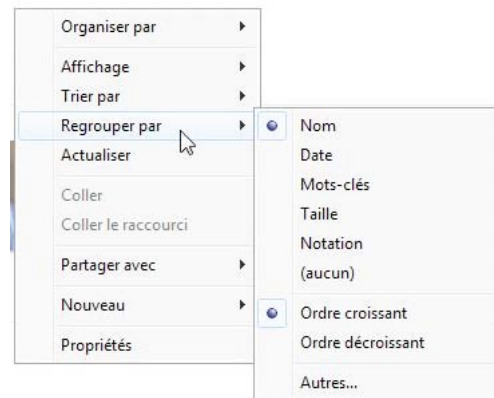 Organiser par
Affichage
Trier par
Regrouper par
Actualiser
Coller
Coller le raccourci
Partager avec
Nouveau
Propriétés
Nom
Date
Mots-clés
Taille
Notation
(aucun)
Ordre croissant
Ordre décroissant
Autres...